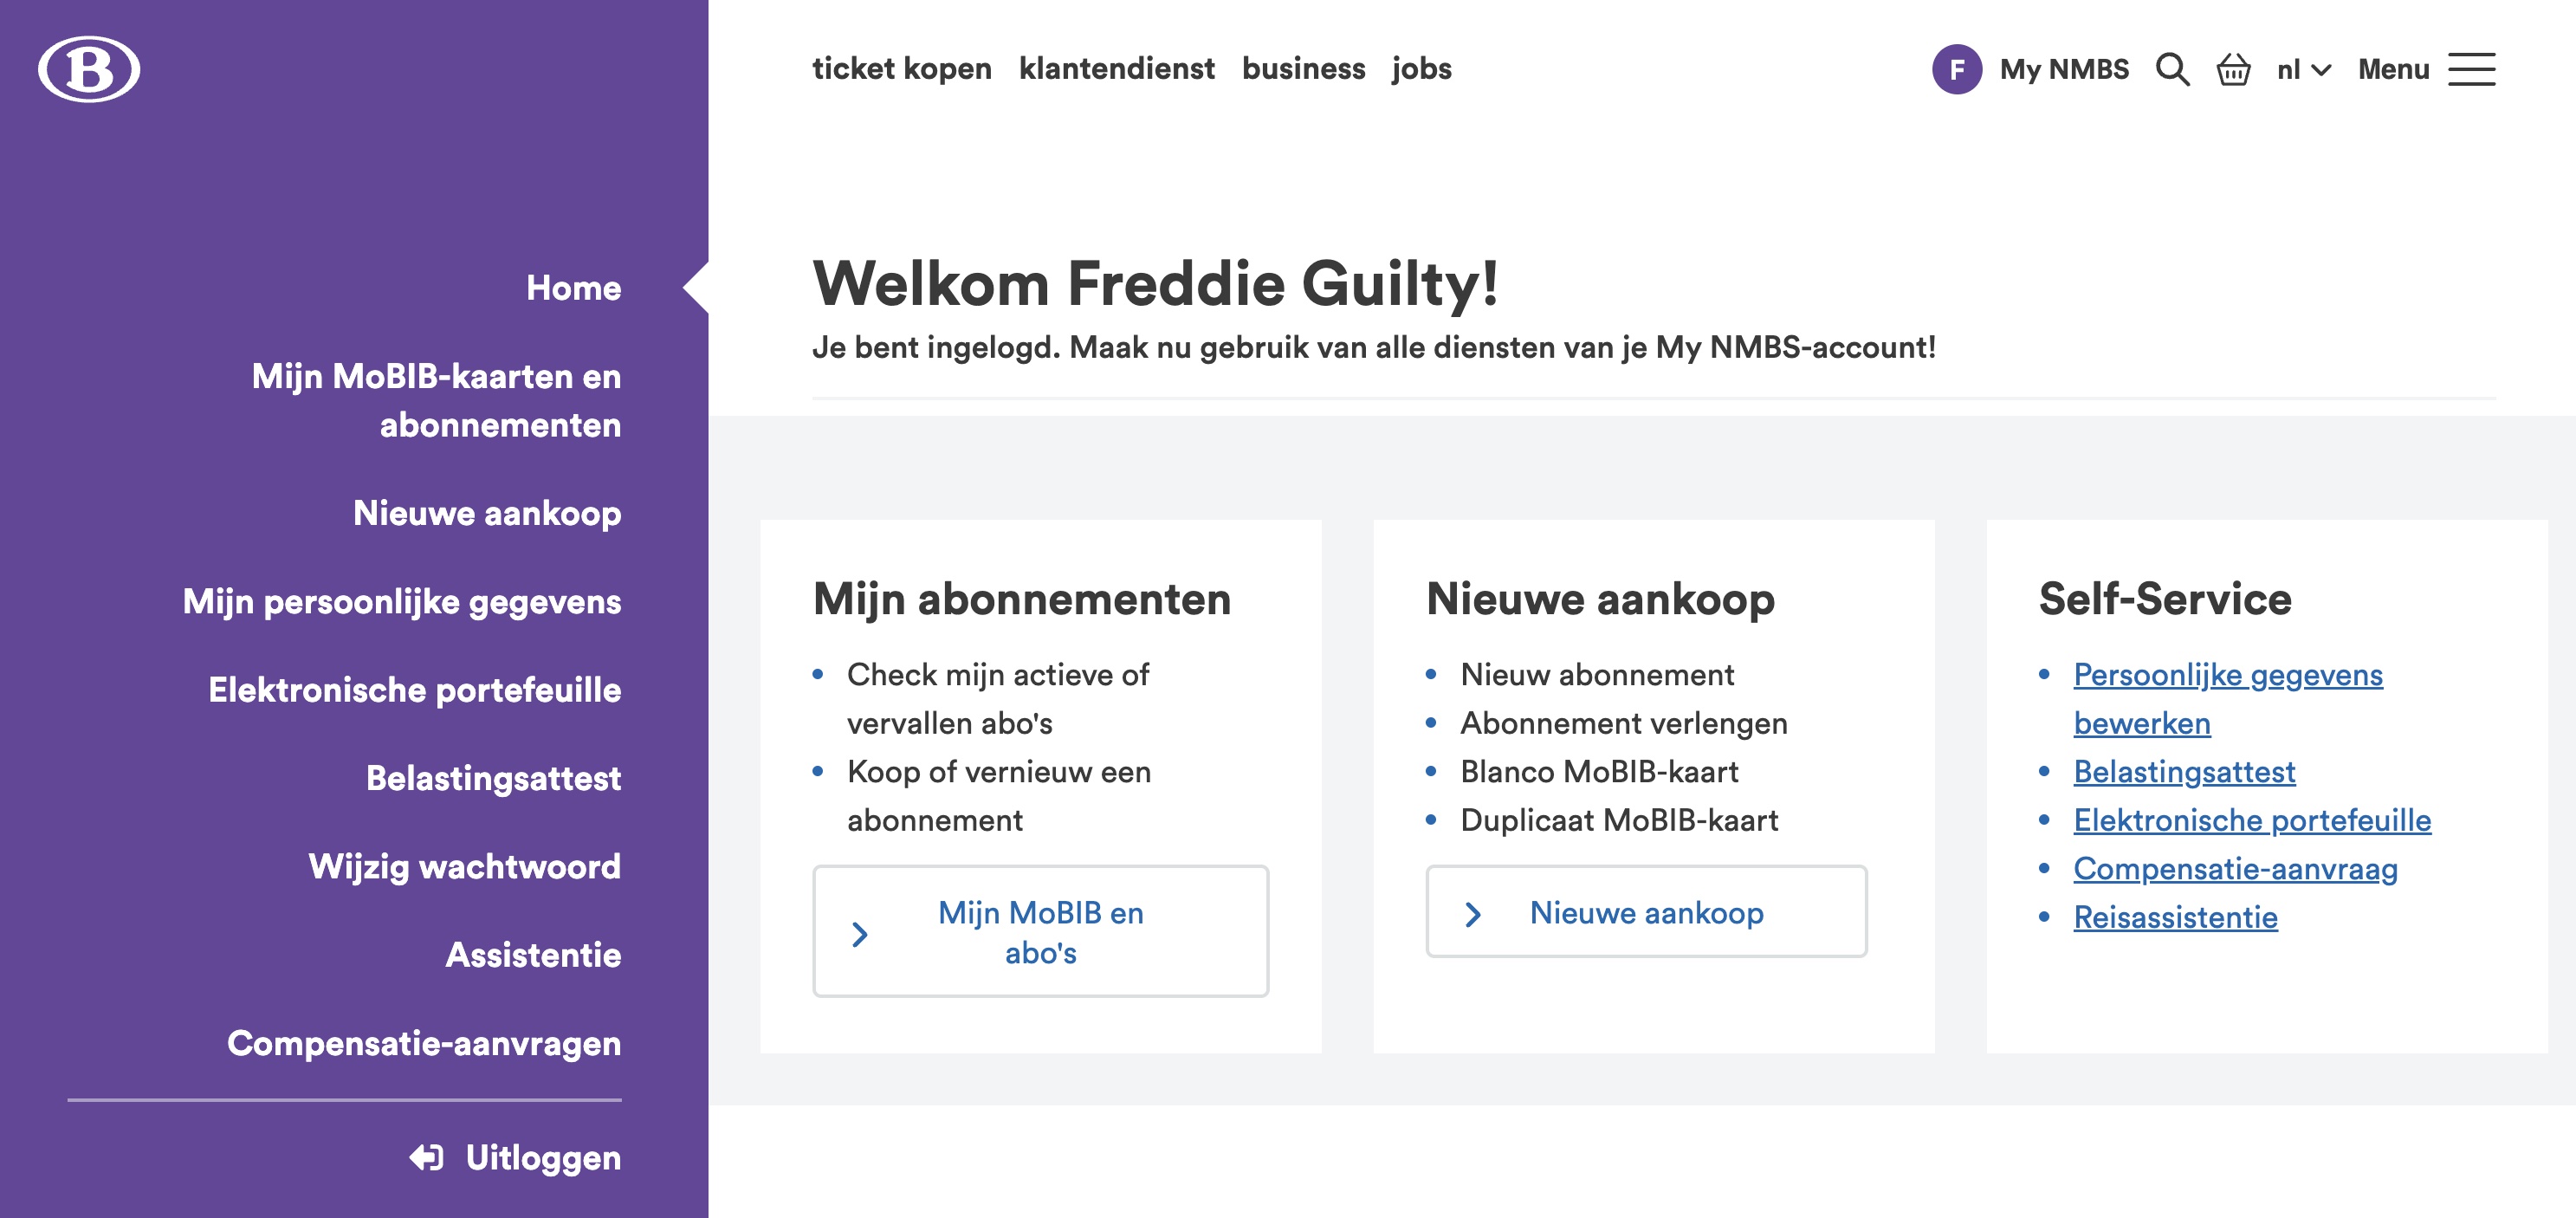 B
Home
Mijn MoBIB-kaarten en
abonnementen
Nieuwe aankoop
Mijn persoonlijke gegevens
Elektronische portefeuille
Belastingsattest
Wijzig wachtwoord
Assistentie
Compensatie-aanvragen
Uitloggen
ticket kopen klantendienst business jobs
F My NMBS nl Menu
Welkom Freddie Guilty!
Je bent ingelogd. Maak nu gebruik van alle diensten van je My NMBS-account!
Mijn abonnementen
• Check mijn actieve of
vervallen abo's
• Koop of vernieuw een
abonnement
Mijn MoBIB en
abo's
Nieuwe aankoop
• Nieuw abonnement
• Abonnement verlengen
• Blanco MoBIB-kaart
• Duplicaat MoBIB-kaart
Nieuwe aankoop
Self-Service
• Persoonlijke gegevens
bewerken
• Belastingsattest
• Elektronische portefeuille
• Compensatie-aanvraag
• Reisassistentie